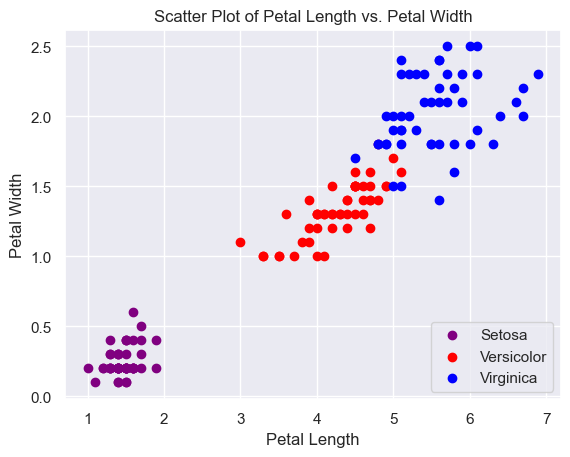 Scatter Plot of Petal Length vs. Petal Width
2.5
2.0
1.5
1.0
0.5
0.0
Petal Width
Setosa
Versicolor
Virginica
1 2 3 4 5 6 7
Petal Length